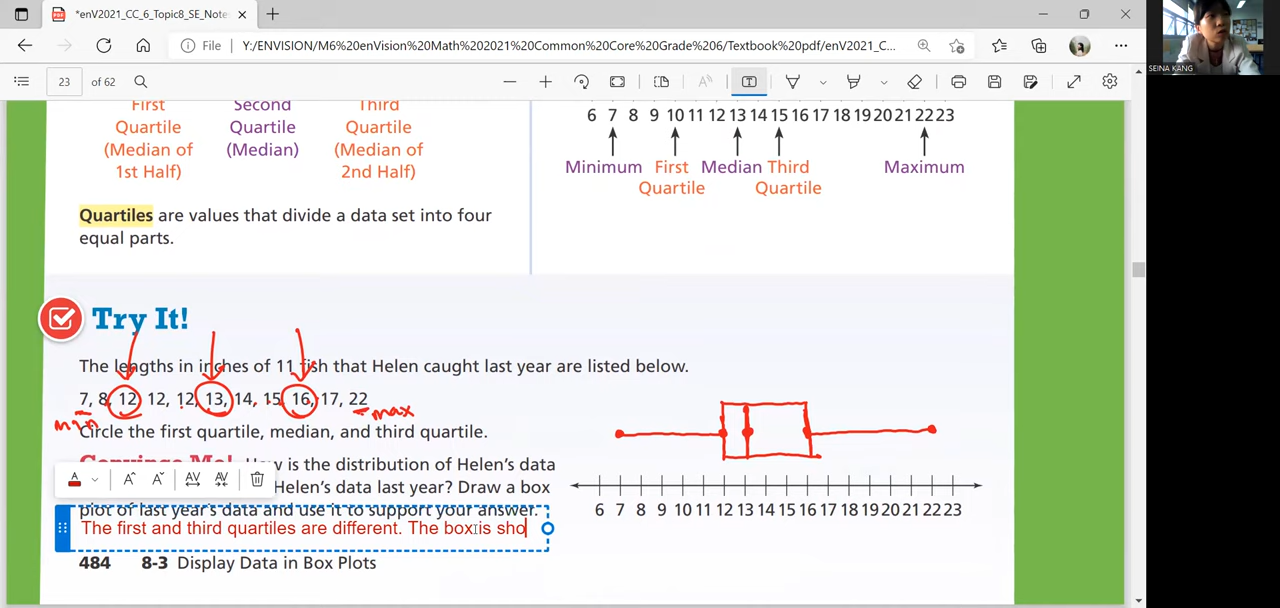 *enV2021_CC_6_Topic8_SE_Note
File
Y:/ENVISION/M6%20enVision%20Math%202021%20Common%20Core%20Grade%206/Textbook%20pdf/enV2021_C...
SEINA KANG
23 of 62
First Second Third
Quartile Quartile Quartile
(Median of (Median) (Median of
1st Half) 2nd Half)
Quartiles are values that divide a data set into four
equal parts.
6 7 8 9 10 11 12 13 14 15 16 17 18 19 20 21 22 23
Minimum First Median Third Maximum
Quartile Quartile
Try It!
The lengths in inches of 11 fish that Helen caught last year are listed below.
7, 8, 12, 12, 12, 13, 14, 15, 16, 17, 22
min max
Circle the first quartile, median, and third quartile.
Convince Me! How is the distribution of Helen's data
Helen's data last year? Draw a box
plot of last year's data and use it to support your answer.
The first and third quartiles are different. The box is sho
6 7 8 9 10 11 12 13 14 15 16 17 18 19 20 21 22 23
484 8-3 Display Data in Box Plots